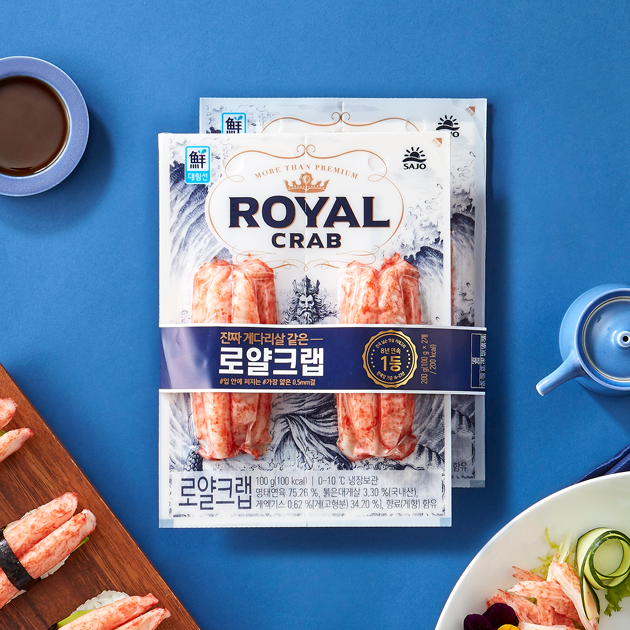 鮮
대림선
SAJO
MORE THAN PREMIUM
ROYAL
CRAB
진짜 게다리살 같은
로얄크랩
#입 안에 퍼지는 #가장 얇은 0.5mm결
8년 연속
1등
200 g(100 g × 2개
/ 200 kcal)
로얄크랩
100 g(100 kcal) | 0~10 ℃ 냉장보관
명태연육 75.26 %, 붉은대게살 3.30 %(국내산),
게엑기스 0.62 %[게(고형분) 34.20 %], 향료(게향) 함유
함유